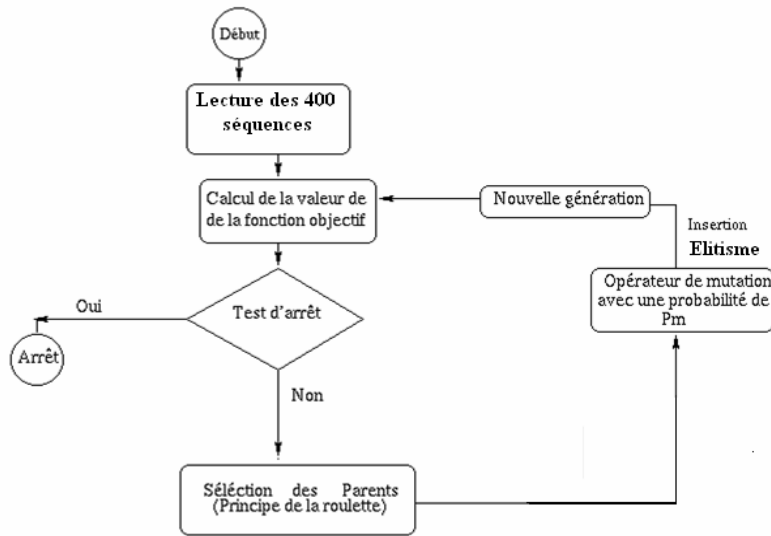 Début
Lecture des 400
séquences
Calcul de la valeur de
de la fonction objectif
Nouvelle génération
Insertion
Elitisme
Opérateur de mutation
avec une probabilité de
Pm
Test d'arrêt
Oui
Arrêt
Non
Séléction des Parents
(Principe de la roulette)